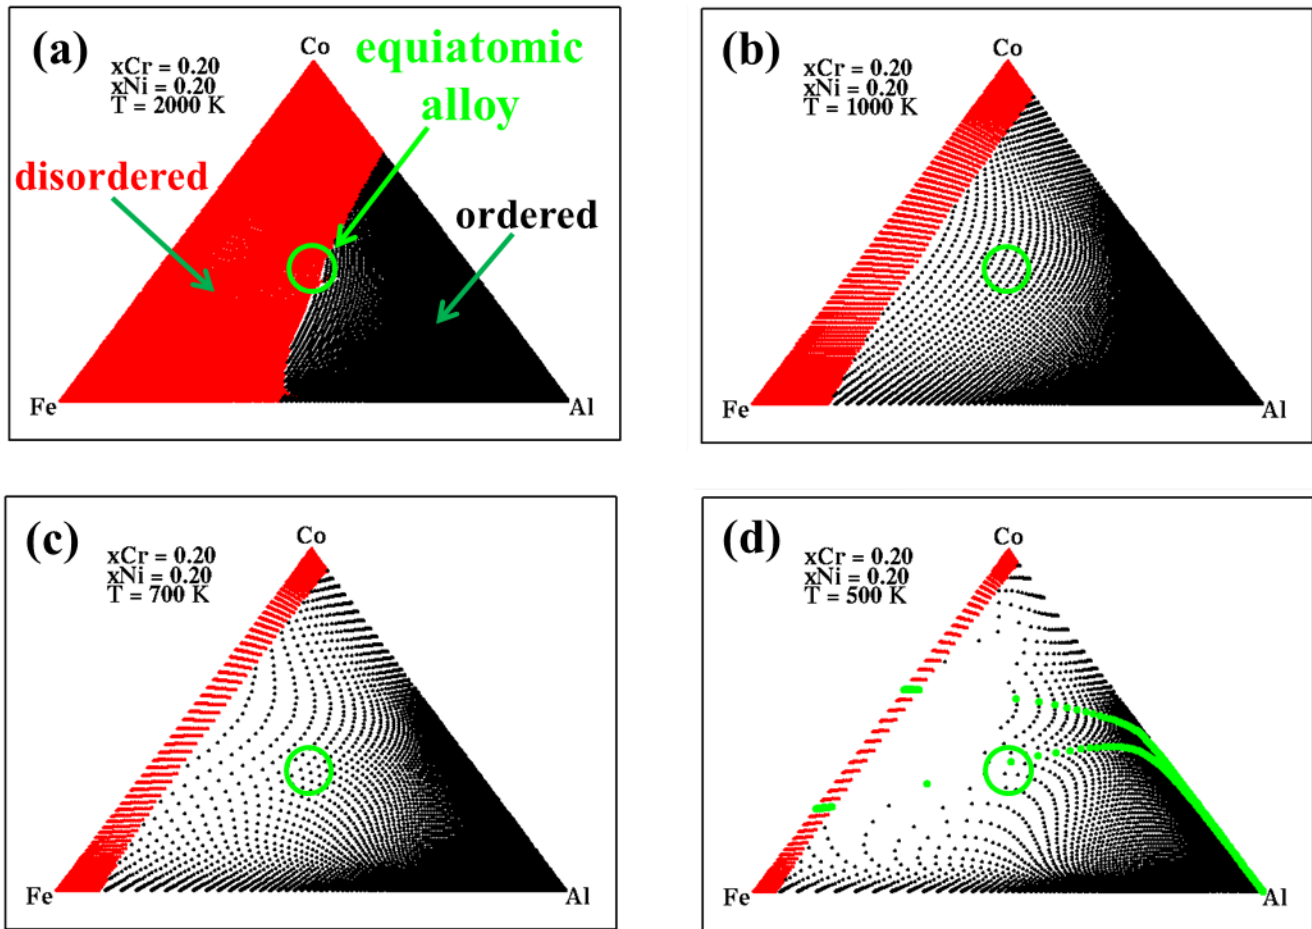 (a)
xCr = 0.20
xNi = 0.20
T = 2000 K
Co
equiatomic
alloy
disordered
ordered
Fe
Al
(b)
xCr = 0.20
xNi = 0.20
T = 1000 K
Co
Fe
Al
(c)
xCr = 0.20
xNi = 0.20
T = 700 K
Co
Fe
Al
(d)
xCr = 0.20
xNi = 0.20
T = 500 K
Co
Fe
Al